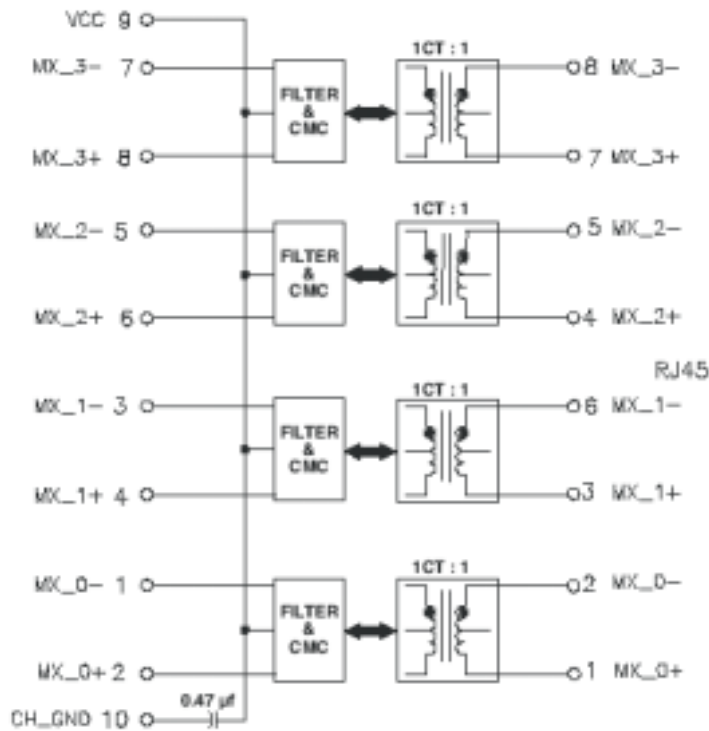 VCC 9
1CT : 1
MX_3- 7
8 MX_3-
FILTER
&
CMC
MX_3+ 8
7 MX_3+
1CT : 1
MX_2- 5
5 MX_2-
FILTER
&
CMC
MX_2+ 6
4 MX_2+
RJ45
1CT : 1
MX_1- 3
6 MX_1-
FILTER
&
CMC
MX_1+ 4
3 MX_1+
1CT : 1
MX_0- 1
2 MX_0-
FILTER
&
CMC
MX_0+ 2
1 MX_0+
0.47 µf
CH_GND 10